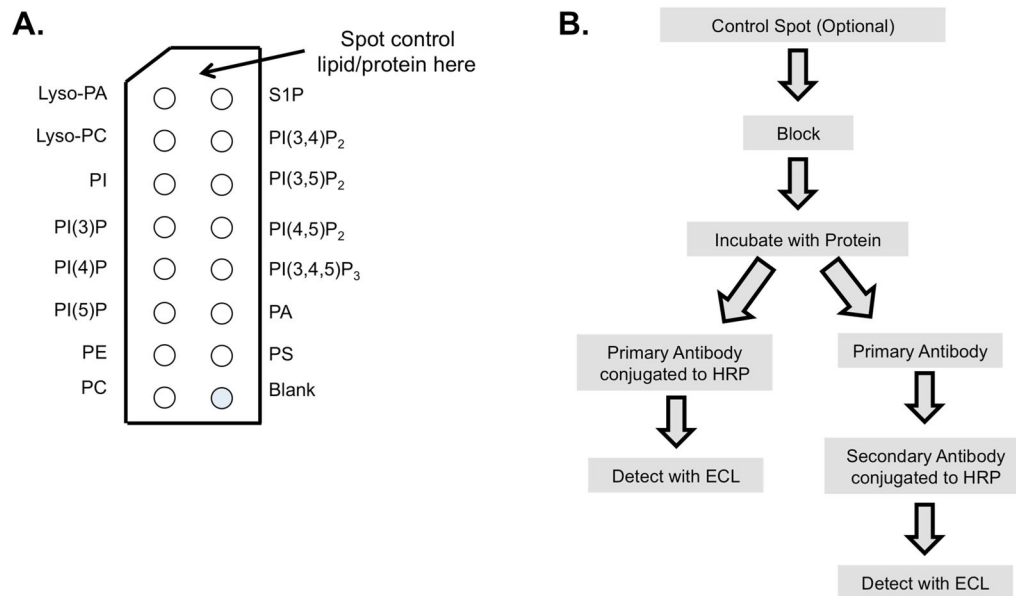 A.
Spot control
lipid/protein here
Lyso-PA
S1P
Lyso-PC
PI(3,4)P₂
PI
PI(3,5)P₂
PI(3)P
PI(4,5)P₂
PI(4)P
PI(3,4,5)P₃
PI(5)P
PA
PE
PS
PC
Blank
B.
Control Spot (Optional)
Block
Incubate with Protein
Primary Antibody
conjugated to HRP
Detect with ECL
Primary Antibody
Secondary Antibody
conjugated to HRP
Detect with ECL